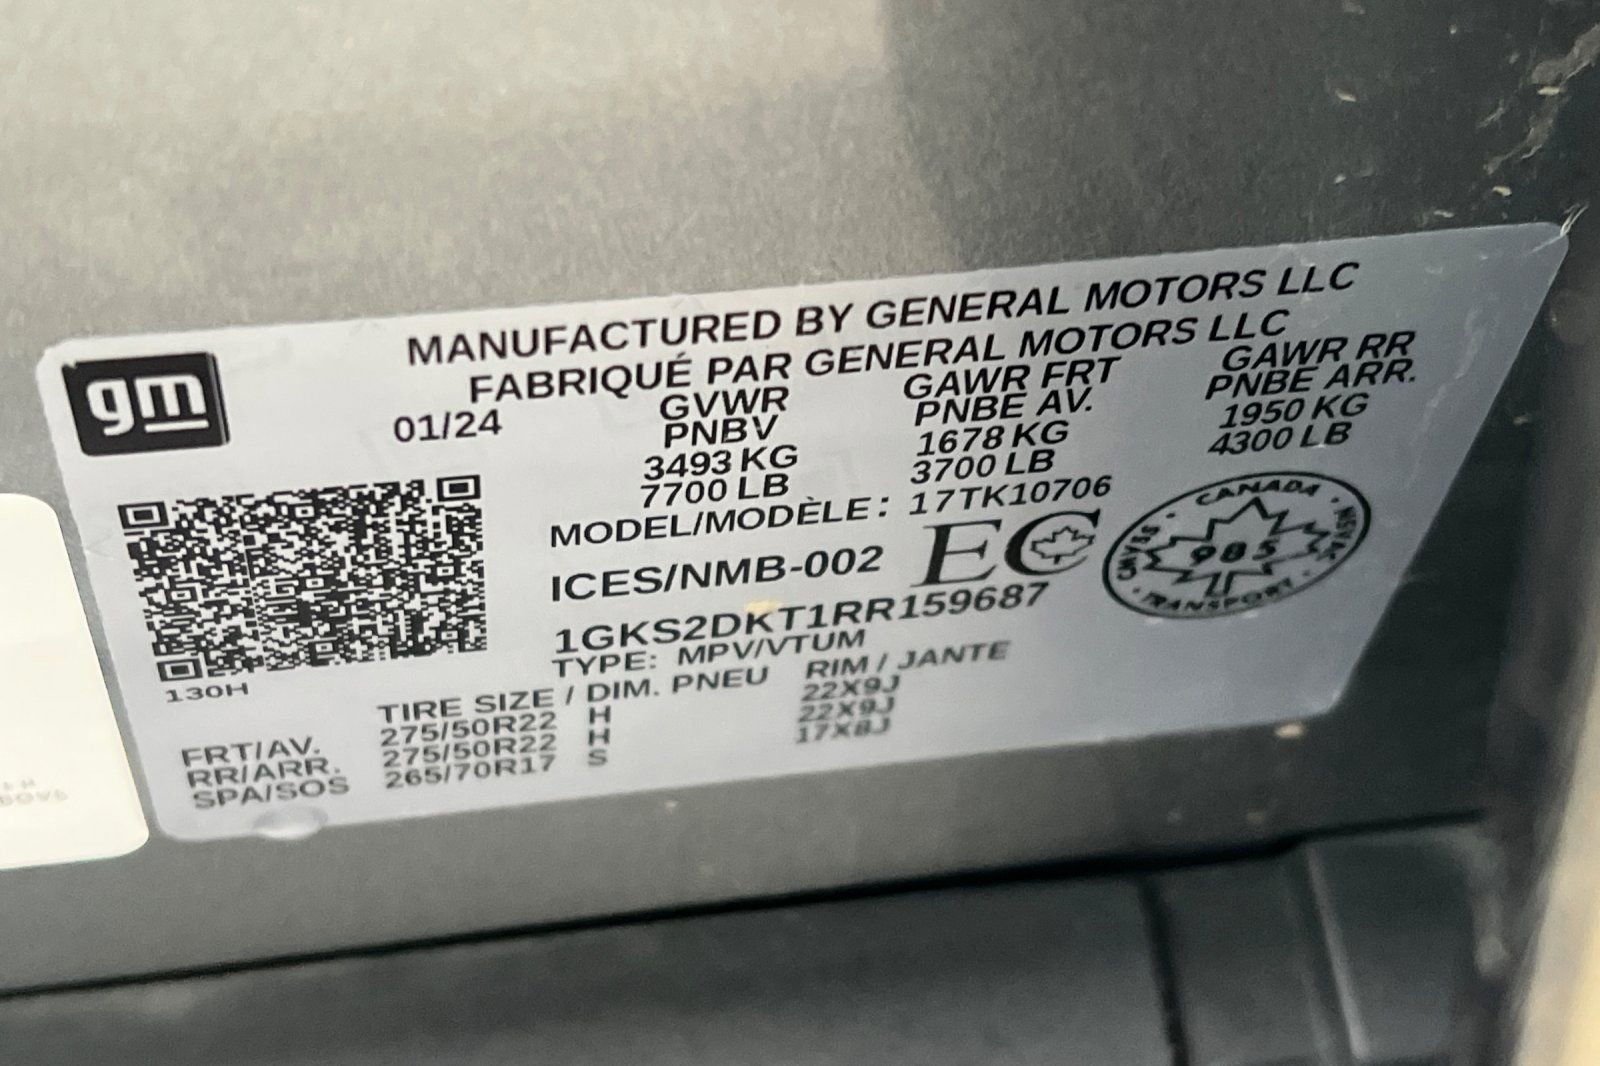 gm
MANUFACTURED BY GENERAL MOTORS LLC
FABRIQUÉ PAR GENERAL MOTORS LLC
01/24
GVWR GAWR FRT GAWR RR
PNBV PNBE AV. PNBE ARR.
3493 KG 1678 KG 1950 KG
7700 LB 3700 LB 4300 LB
MODEL/MODÈLE: 17TK10706
ICES/NMB-002 EC
CANADA
CMVSS 985 NSVAC
TRANSPORT
1GKS2DKT1RR159687
TYPE: MPV/VTUM
130H
TIRE SIZE / DIM. PNEU RIM / JANTE
FRT/AV. 275/50R22 H 22X9J
RR/ARR. 275/50R22 H 22X9J
SPA/SOS 265/70R17 S 17X8J